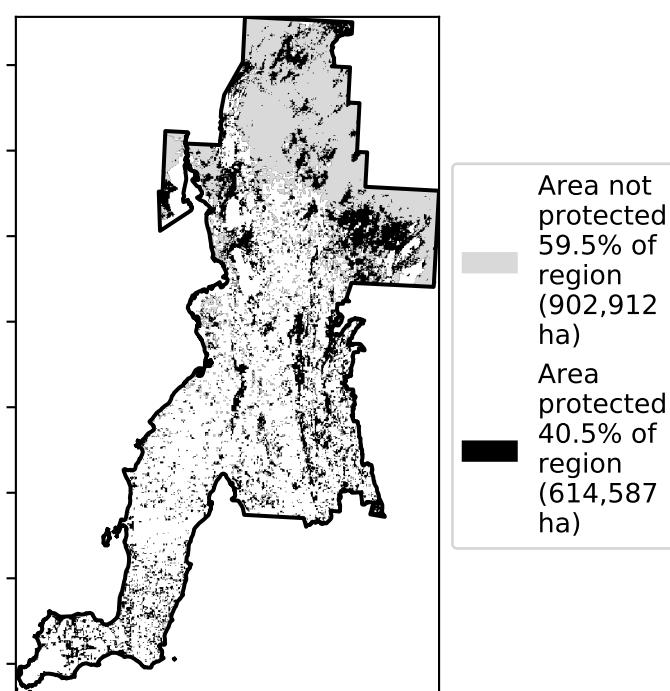 Area not
protected
59.5% of
region
(902,912
ha)
Area
protected
40.5% of
region
(614,587
ha)